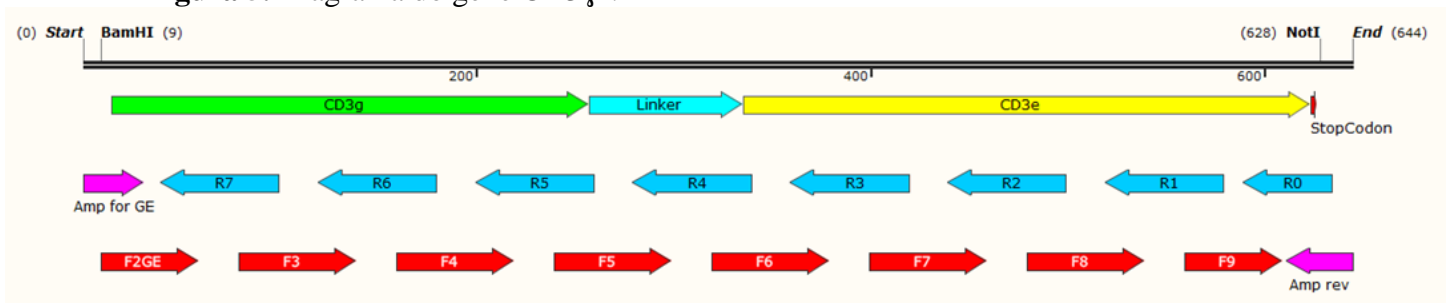 (0) Start BamHI (9) (628) NotI End (644)
200 400 600
CD3g Linker CD3e
StopCodon
R7 R6 R5 R4 R3 R2 R1 R0
Amp for GE
F2GE F3 F4 F5 F6 F7 F8 F9
Amp rev